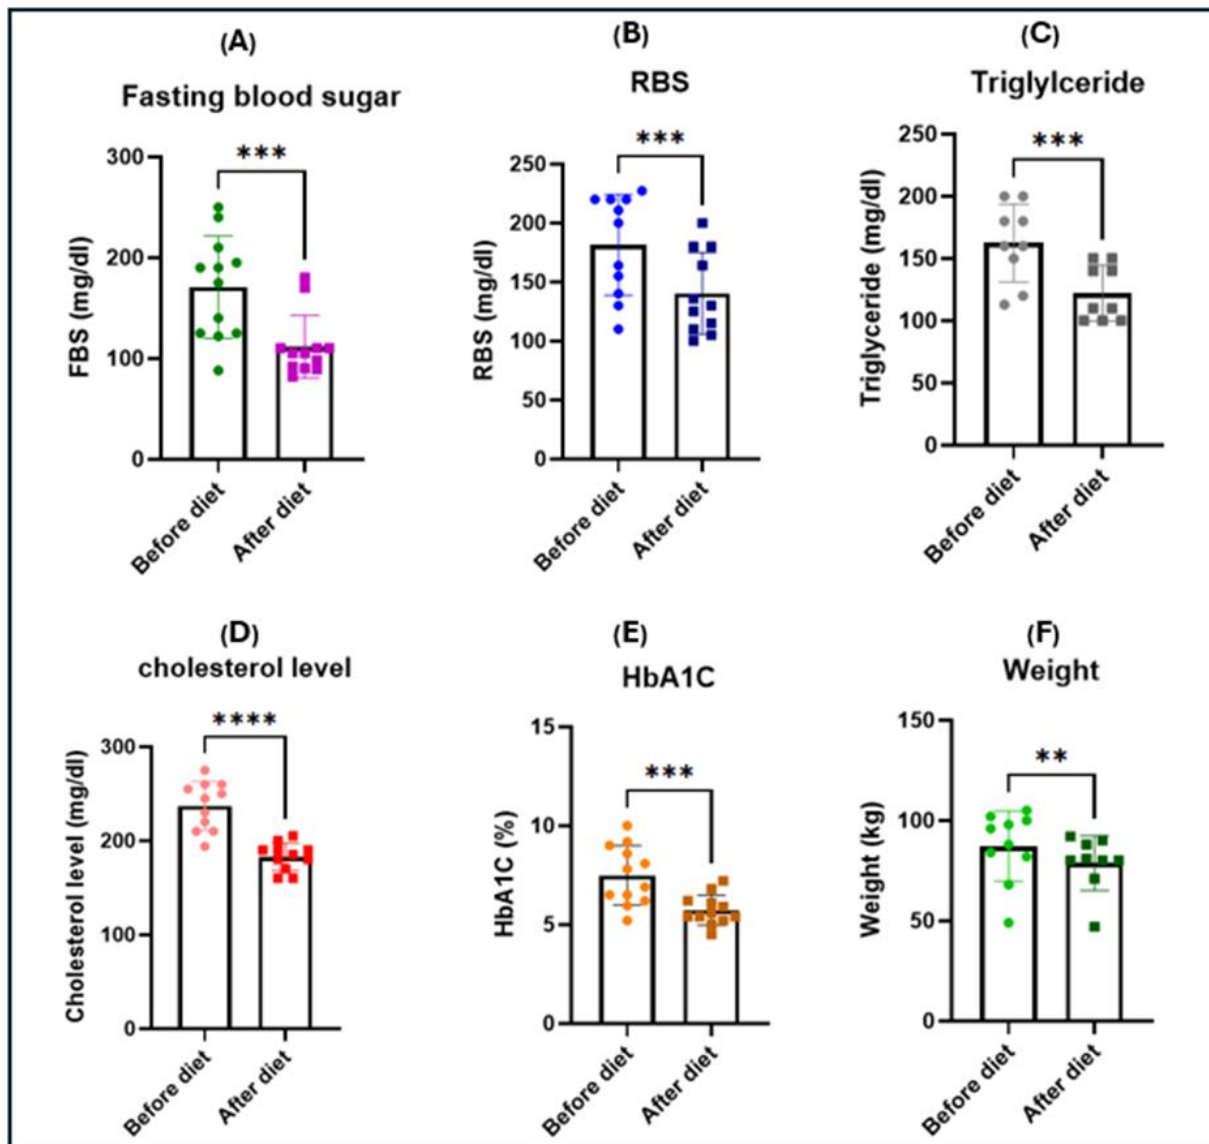 (A)
Fasting blood sugar
***
300
200
100
0
FBS (mg/dl)
Before diet
After diet
(B)
RBS
***
250
200
150
100
50
0
RBS (mg/dl)
Before diet
After diet
(C)
Triglylceride
***
250
200
150
100
50
0
Triglyceride (mg/dl)
Before diet
After diet
(D)
cholesterol level
****
300
200
100
0
Cholesterol level (mg/dl)
Before diet
After diet
(E)
HbA1C
***
15
10
5
0
HbA1C (%)
Before diet
After diet
(F)
Weight
**
150
100
50
0
Weight (kg)
Before diet
After diet